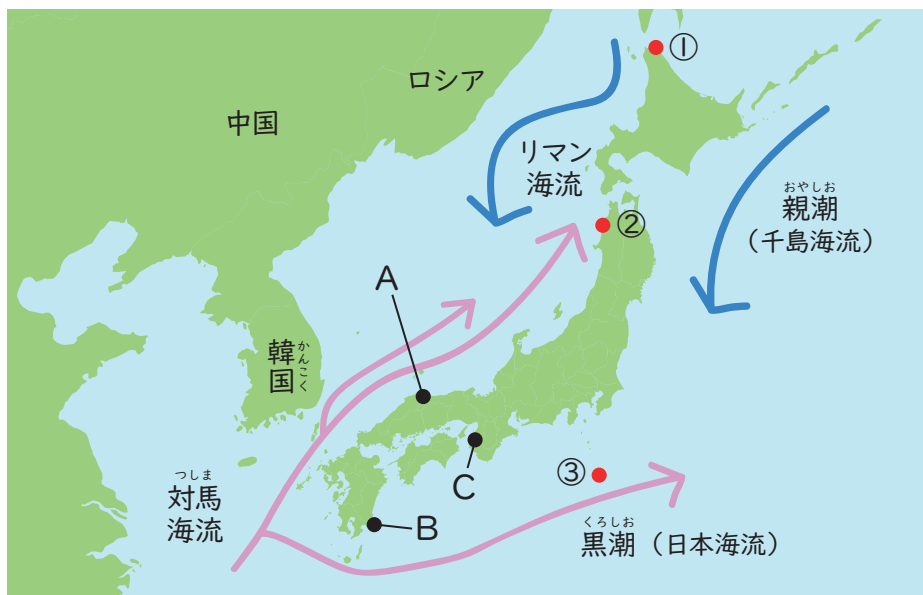 ①
ロシア
中国
リマン
海流
おやしお
親潮
(千島海流)
②
A
かんこく
韓国
C
③
つしま
対馬
海流
B
くろしお
黒潮(日本海流)